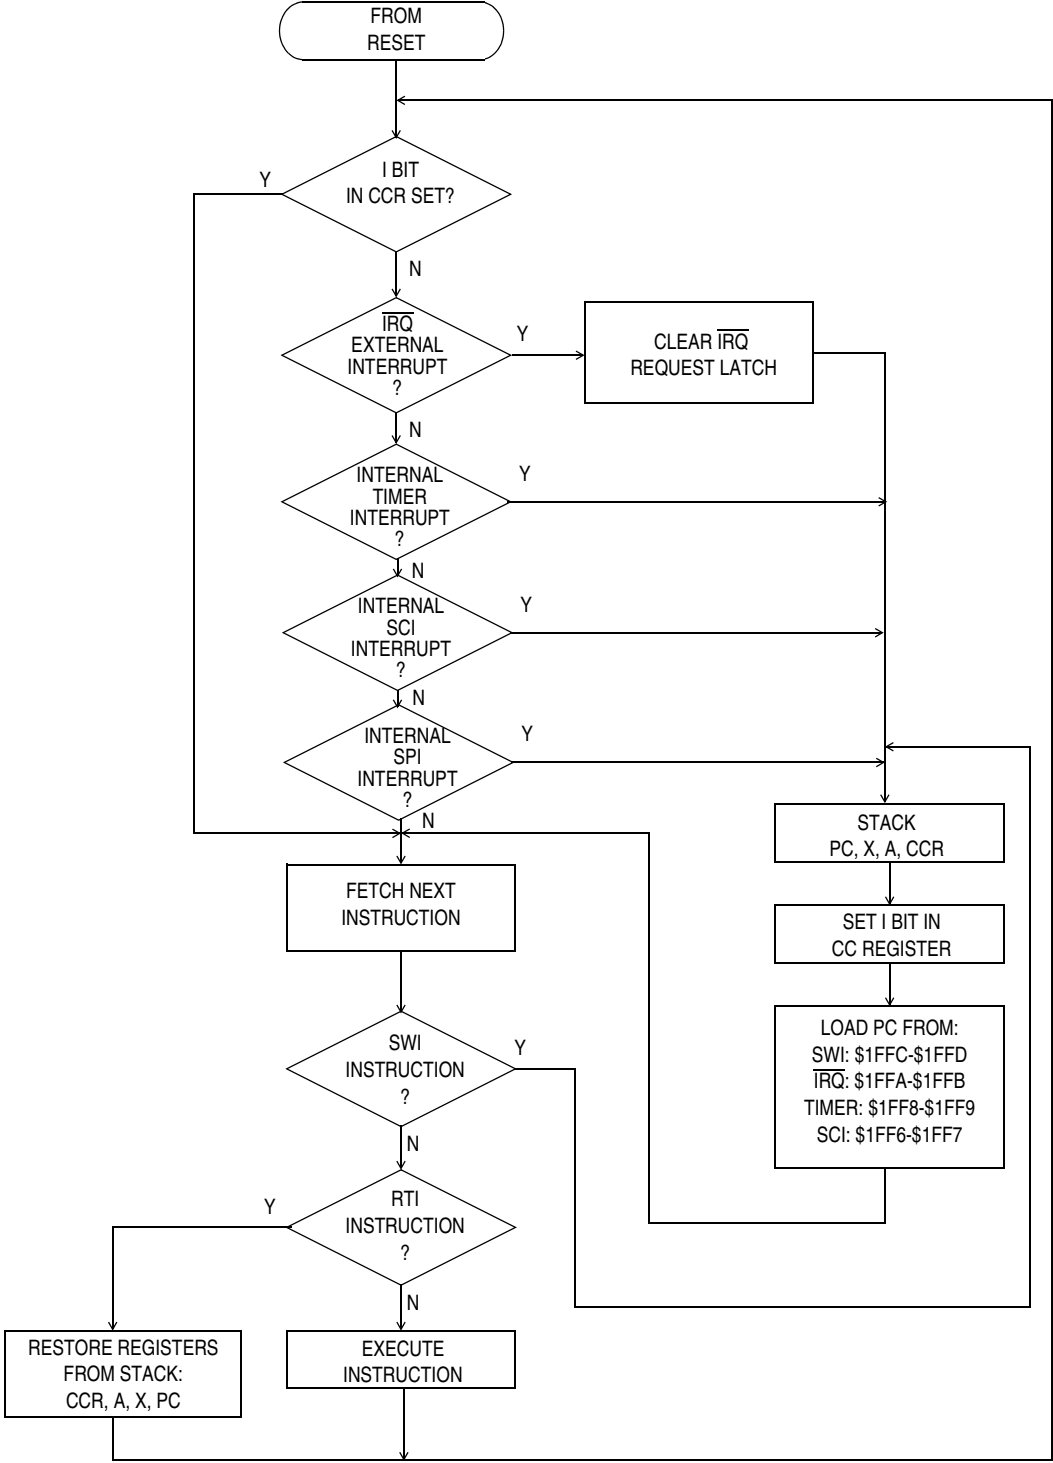 FROM
RESET
I BIT
IN CCR SET?
Y
N
IRQ
EXTERNAL
INTERRUPT
?
Y
CLEAR IRQ
REQUEST LATCH
N
INTERNAL
TIMER
INTERRUPT
?
Y
N
INTERNAL
SCI
INTERRUPT
?
Y
N
INTERNAL
SPI
INTERRUPT
?
Y
N
STACK
PC, X, A, CCR
SET I BIT IN
CC REGISTER
LOAD PC FROM:
SWI: $1FFC-$1FFD
IRQ: $1FFA-$1FFB
TIMER: $1FF8-$1FF9
SCI: $1FF6-$1FF7
FETCH NEXT
INSTRUCTION
SWI
INSTRUCTION
?
Y
N
RTI
INSTRUCTION
?
Y
N
RESTORE REGISTERS
FROM STACK:
CCR, A, X, PC
EXECUTE
INSTRUCTION